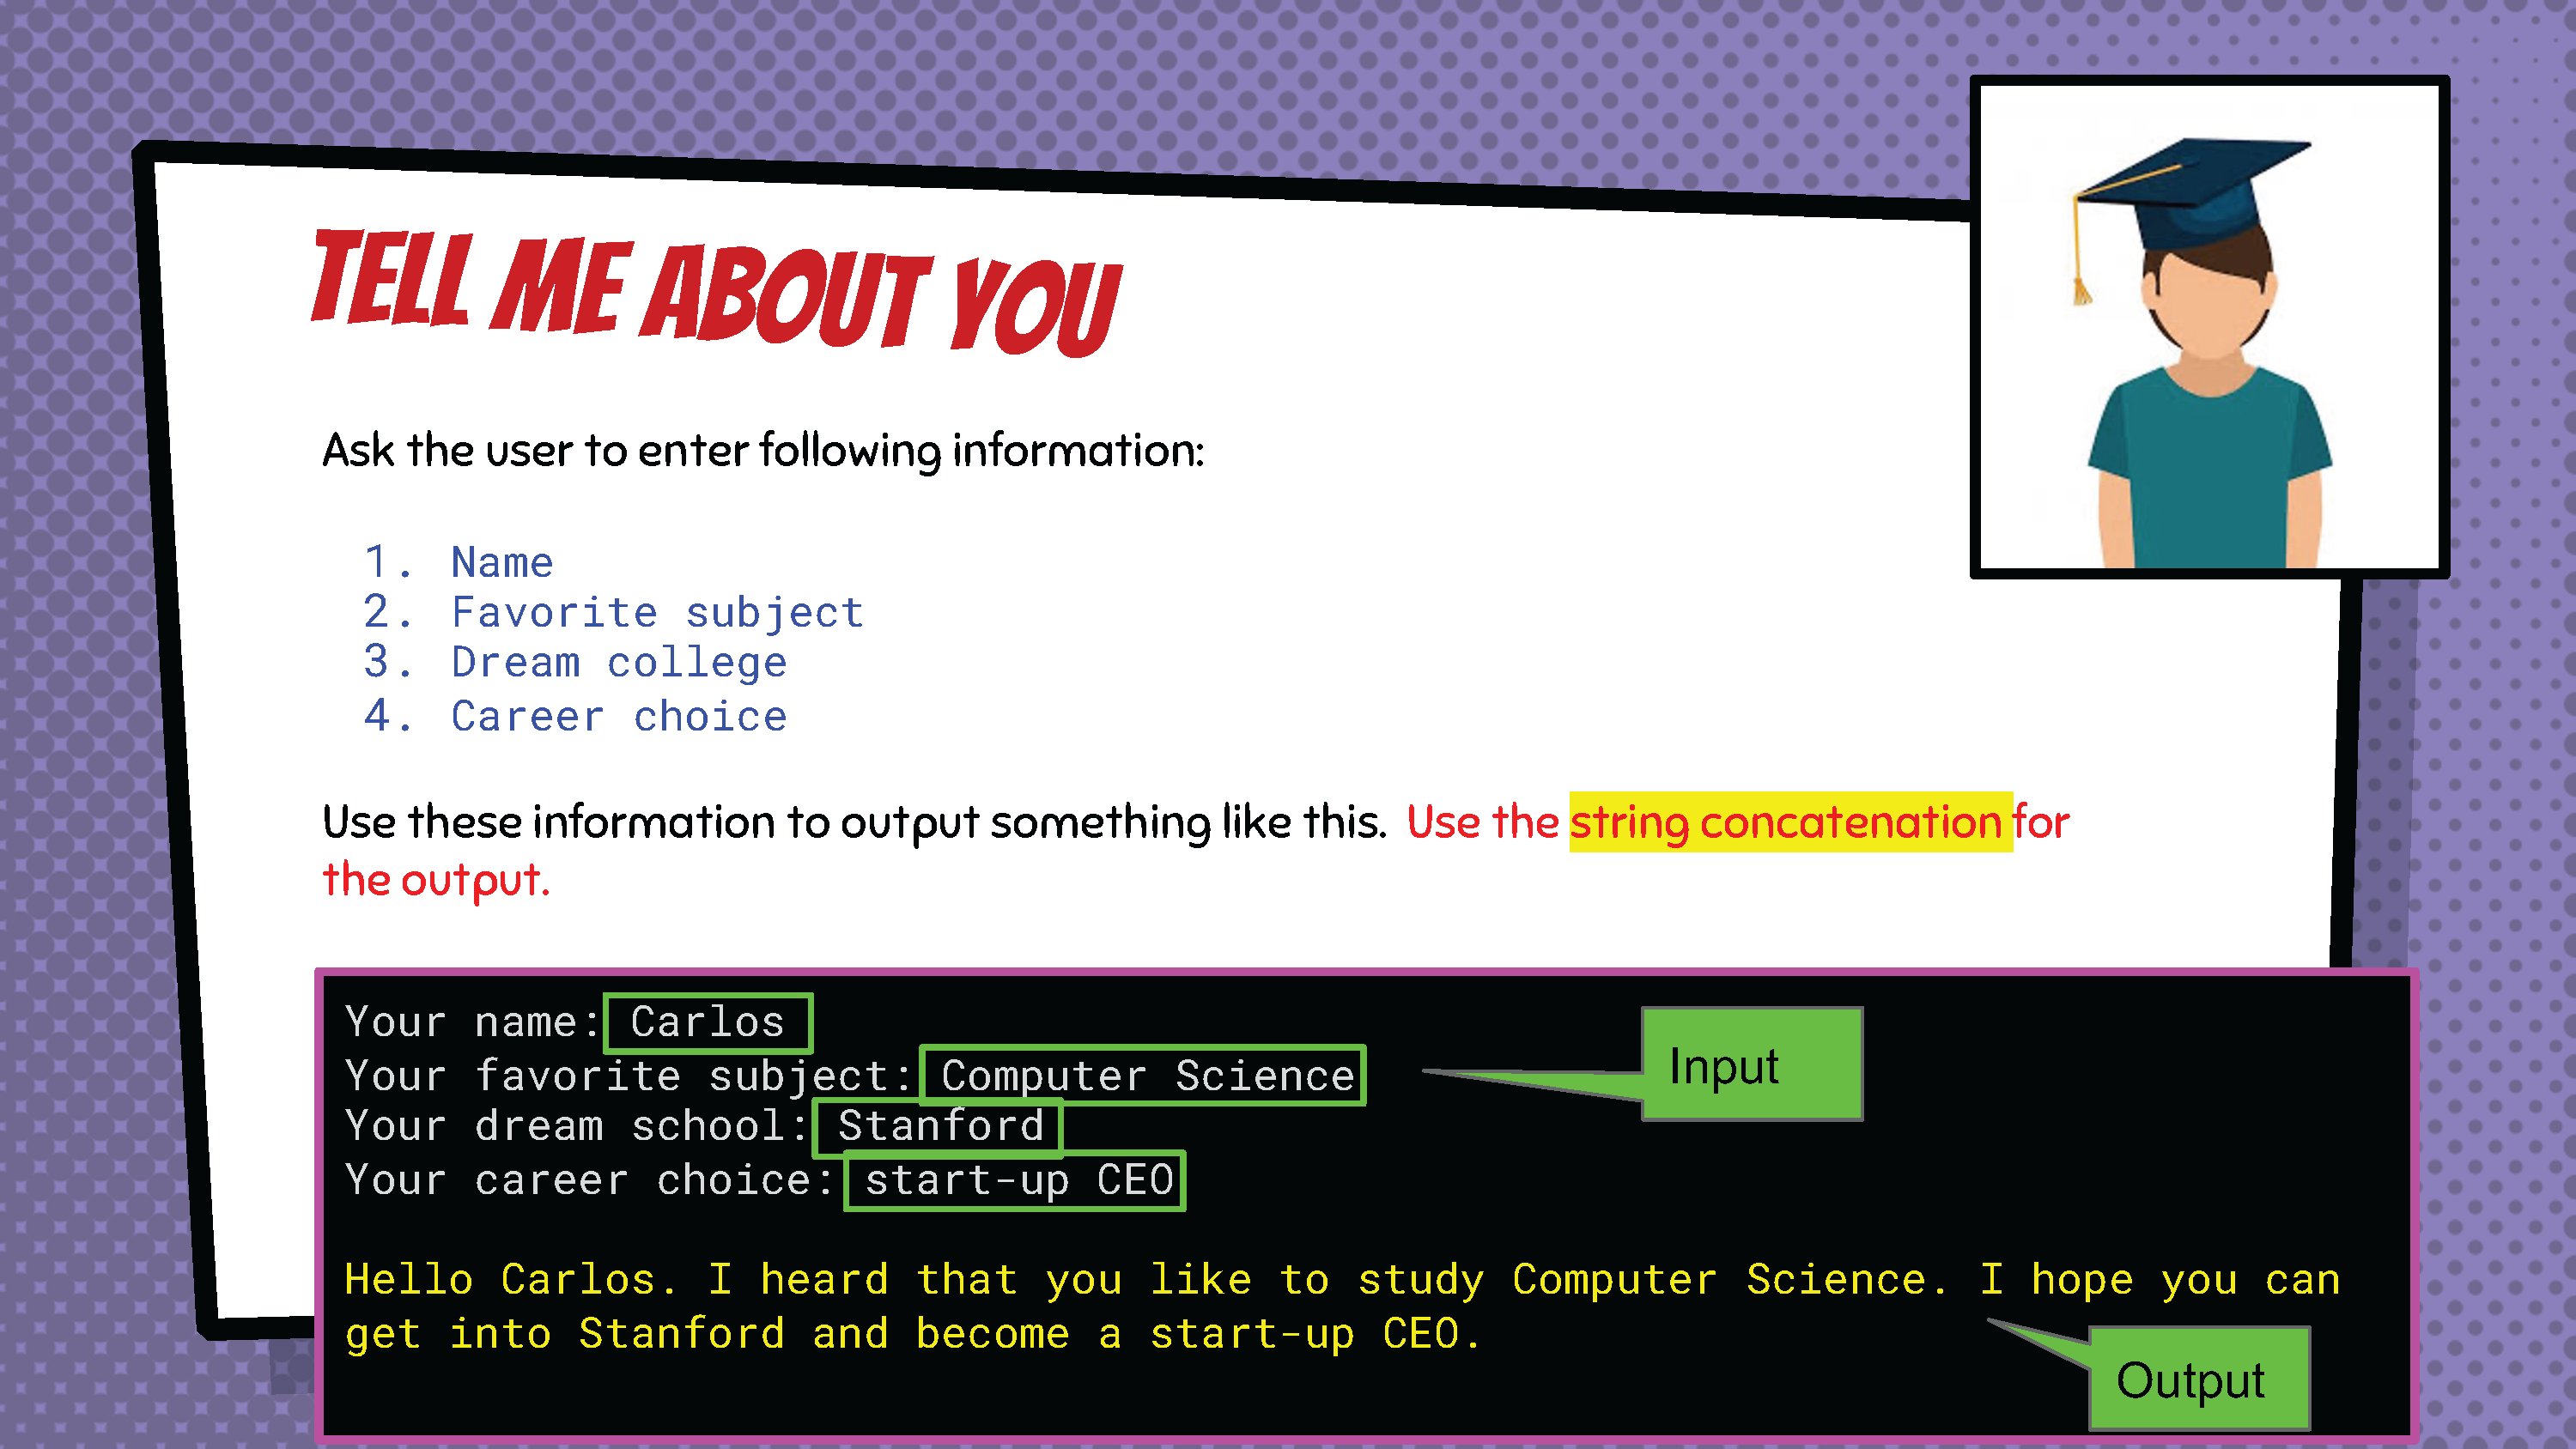 TELL ME ABOUT YOU
Ask the user to enter following information:
1. Name
2. Favorite subject
3. Dream college
4. Career choice
Use these information to output something like this. Use the string concatenation for
the output.
Your name: Carlos
Your favorite subject: Computer Science
Input
Your dream school: Stanford
Your career choice: start-up CEO
Hello Carlos. I heard that you like to study Computer Science. I hope you can
get into Stanford and become a start-up CEO.
Output